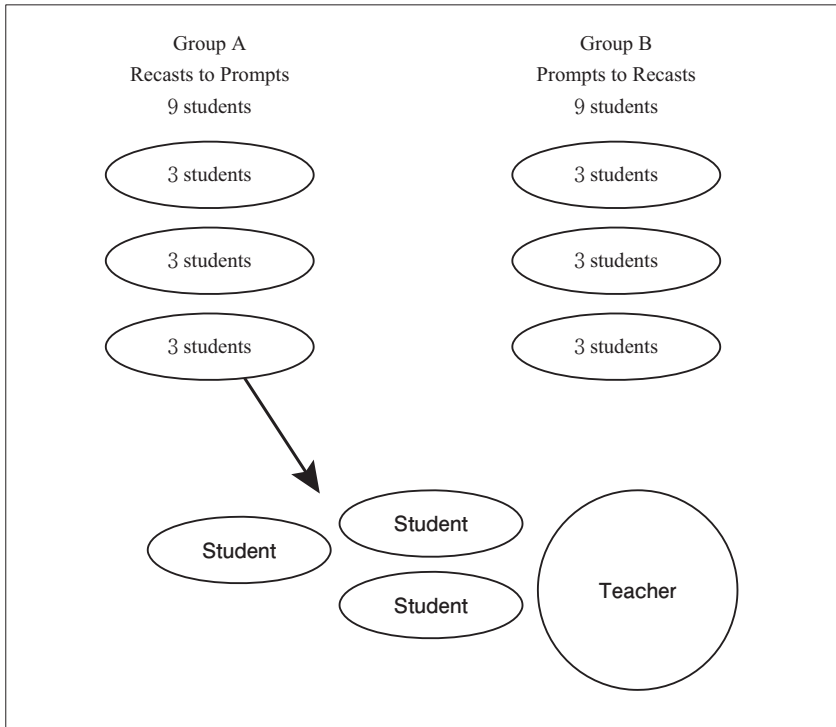 Group A
Recasts to Prompts
9 students
3 students
3 students
3 students
Group B
Prompts to Recasts
9 students
3 students
3 students
3 students
Student
Student
Student
Teacher